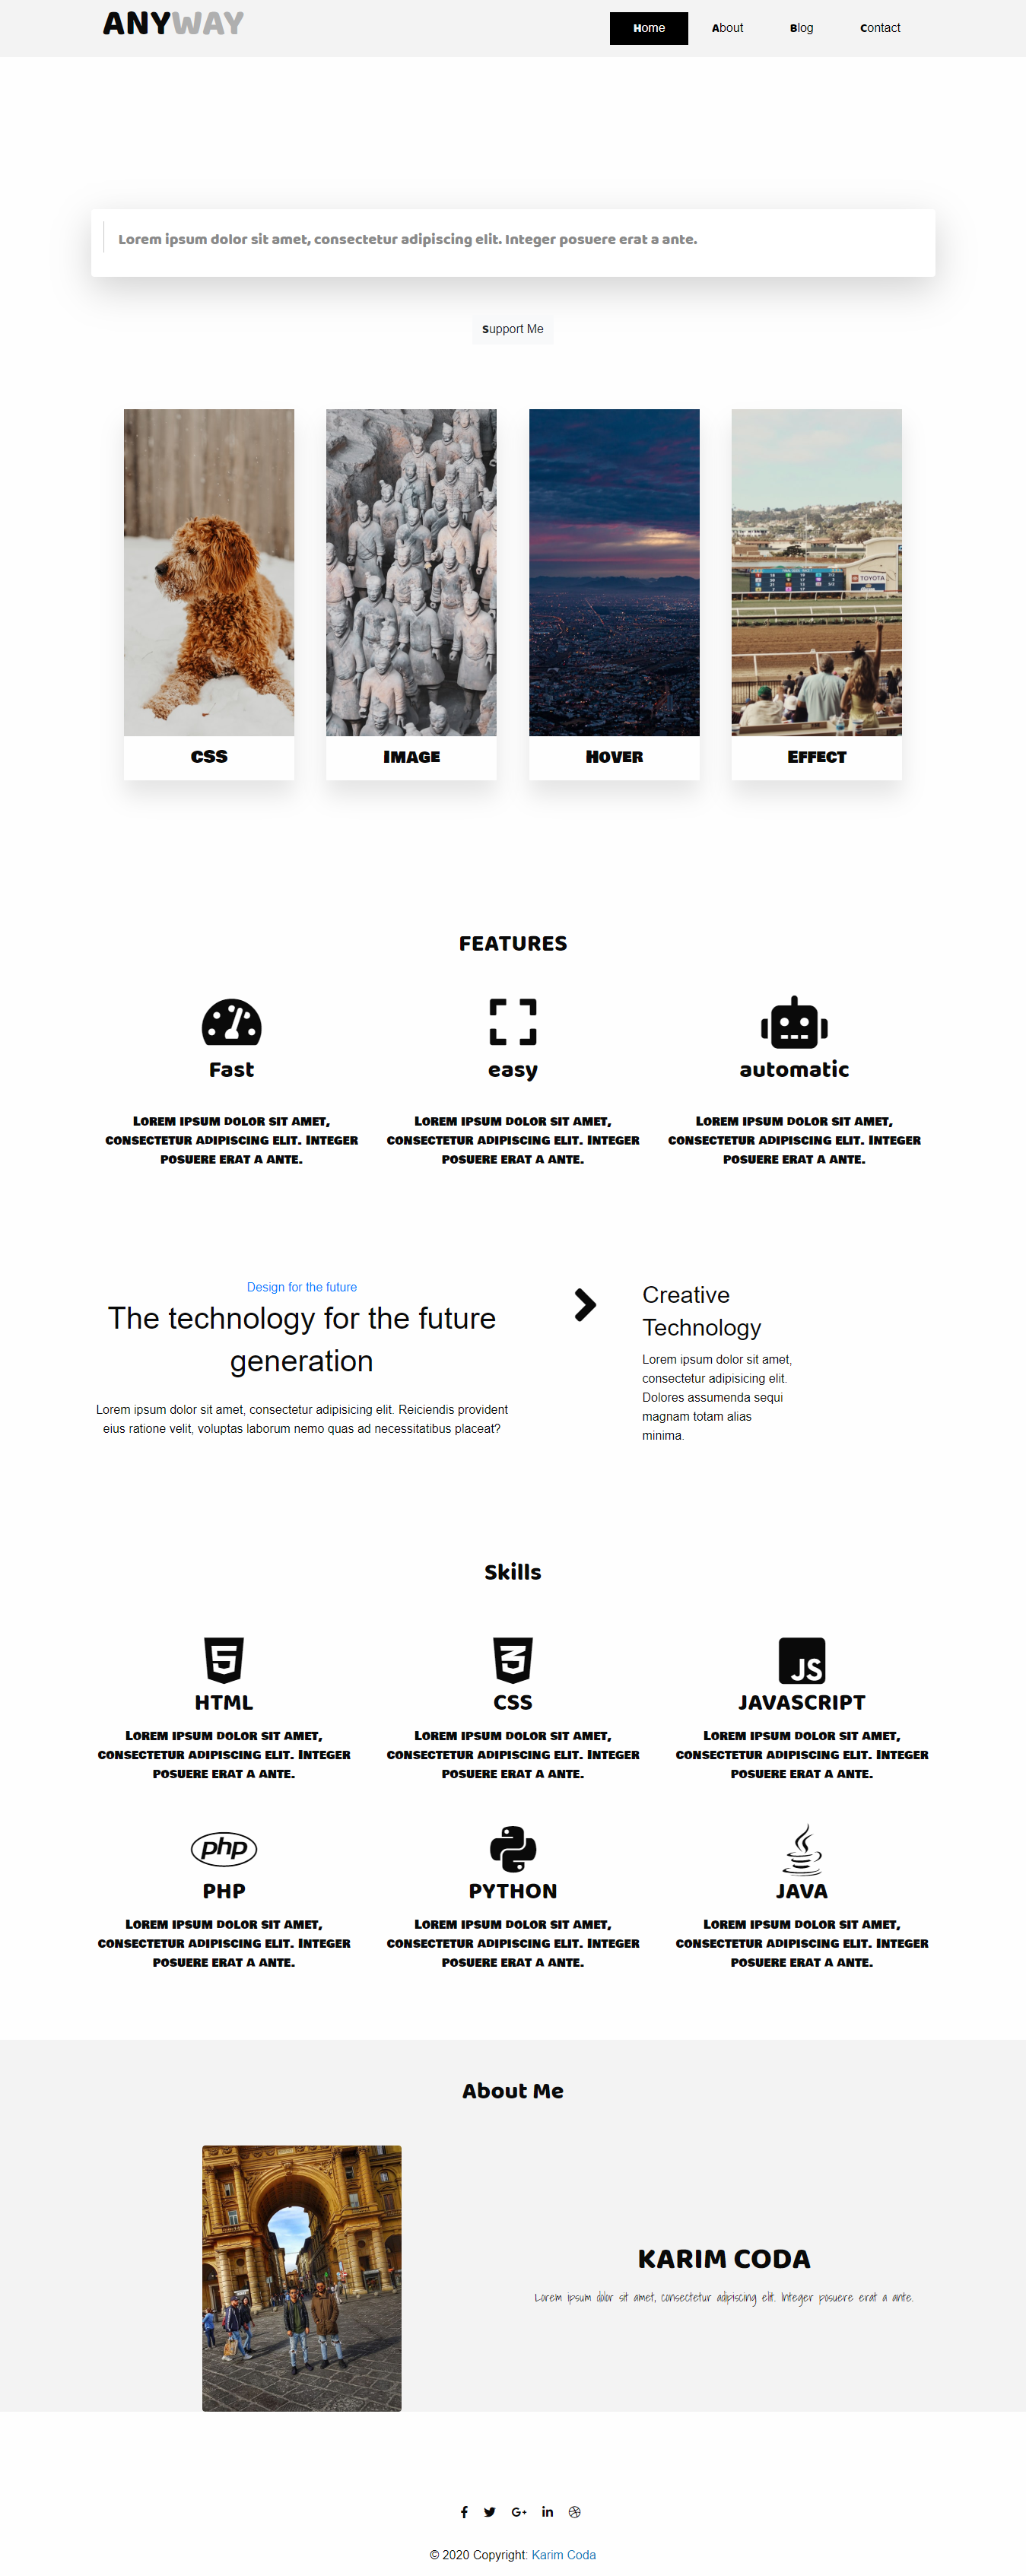 ANYWAY
Home About Blog Contact
Lorem ipsum dolor sit amet, consectetur adipiscing elit. Integer posuere erat a ante.
Support Me
TOYOTA
CSS
Image
Hover
Effect
FEATURES
Fast
easy
automatic
Lorem ipsum dolor sit amet,
consectetur adipiscing elit. Integer
posuere erat a ante.
Lorem ipsum dolor sit amet,
consectetur adipiscing elit. Integer
posuere erat a ante.
Lorem ipsum dolor sit amet,
consectetur adipiscing elit. Integer
posuere erat a ante.
Design for the future
The technology for the future
generation
Lorem ipsum dolor sit amet, consectetur adipisicing elit. Reiciendis provident
eius ratione velit, voluptas laborum nemo quas ad necessitatibus placeat?
Creative
Technology
Lorem ipsum dolor sit amet,
consectetur adipisicing elit.
Dolores assumenda sequi
magnam totam alias
minima.
Skills
5
HTML
Lorem ipsum dolor sit amet,
consectetur adipiscing elit. Integer
posuere erat a ante.
3
CSS
Lorem ipsum dolor sit amet,
consectetur adipiscing elit. Integer
posuere erat a ante.
JS
JAVASCRIPT
Lorem ipsum dolor sit amet,
consectetur adipiscing elit. Integer
posuere erat a ante.
php
PHP
Lorem ipsum dolor sit amet,
consectetur adipiscing elit. Integer
posuere erat a ante.
PYTHON
Lorem ipsum dolor sit amet,
consectetur adipiscing elit. Integer
posuere erat a ante.
JAVA
Lorem ipsum dolor sit amet,
consectetur adipiscing elit. Integer
posuere erat a ante.
About Me
KARIM CODA
Lorem ipsum dolor sit amet, consectetur adipiscing elit. Integer posuere erat a ante.
f G+ in
© 2020 Copyright: Karim Coda